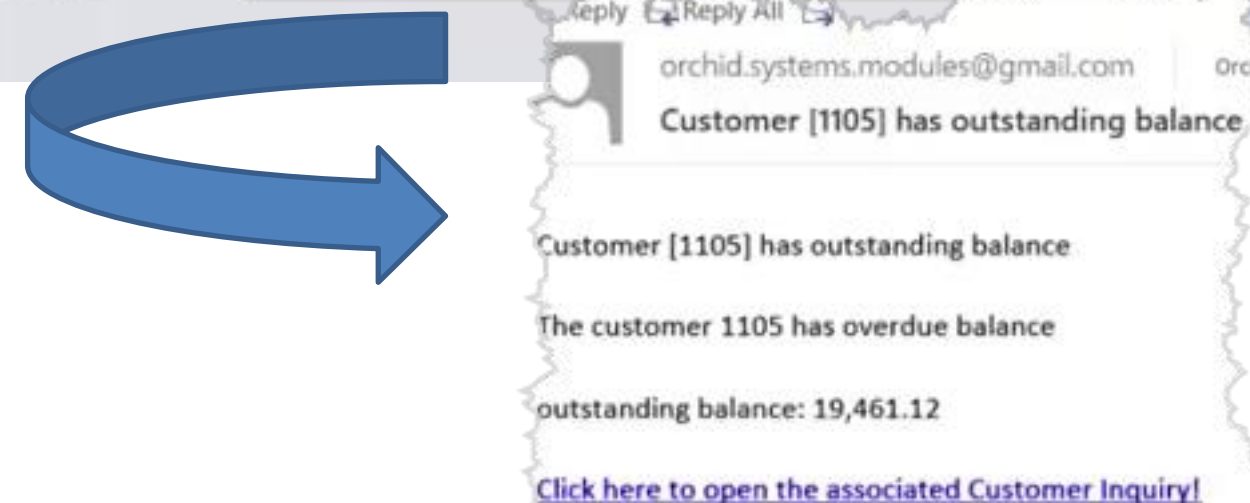 Reply Reply All
orchid.systems.modules@gmail.com
Customer [1105] has outstanding balance
Customer [1105] has outstanding balance
The customer 1105 has overdue balance
outstanding balance: 19,461.12
Click here to open the associated Customer Inquiry!